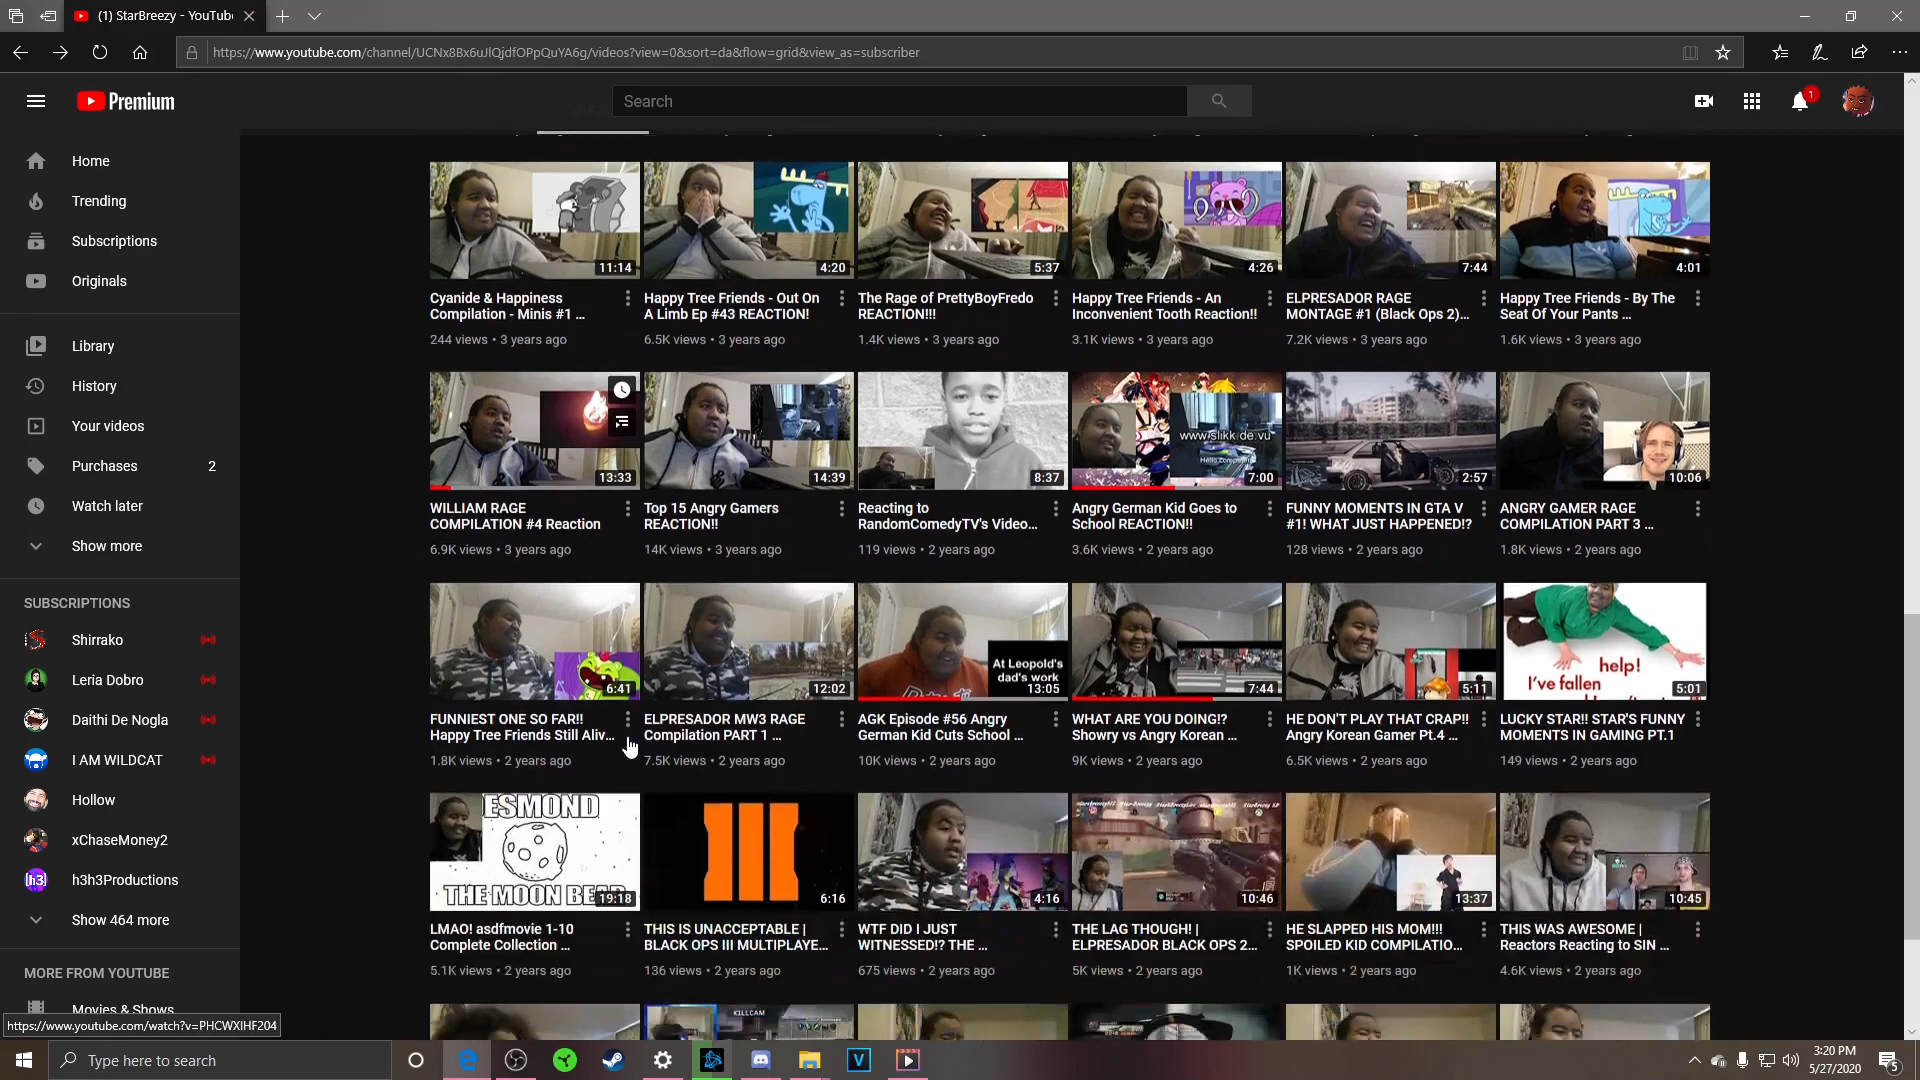 (1) StarBreezy - YouTube
https://www.youtube.com/channel/UCNx8Bx6uJlQjdfOPpQuYA6g/videos?view=0&sort=da&flow=grid&view_as=subscriber
Premium
Search
1
Home
Trending
Subscriptions
Originals
Library
History
Your videos
Purchases 2
Watch later
Show more
SUBSCRIPTIONS
Shirrako
Leria Dobro
Daithi De Nogla
I AM WILDCAT
Hollow
xChaseMoney2
h3
h3h3Productions
Show 464 more
MORE FROM YOUTUBE
Movies & Shows
https://www.youtube.com/watch?v=PHCWXIHF204
11:14
Cyanide & Happiness
Compilation - Minis #1 ...
244 views • 3 years ago
4:20
Happy Tree Friends - Out On
A Limb Ep #43 REACTION!
6.5K views • 3 years ago
5:37
The Rage of PrettyBoyFredo
REACTION!!!
1.4K views • 3 years ago
4:26
Happy Tree Friends - An
Inconvenient Tooth Reaction!!
3.1K views • 3 years ago
7:44
ELPRESADOR RAGE
MONTAGE #1 (Black Ops 2)...
7.2K views • 3 years ago
4:01
Happy Tree Friends - By The
Seat Of Your Pants ...
1.6K views • 3 years ago
13:33
WILLIAM RAGE
COMPILATION #4 Reaction
6.9K views • 3 years ago
14:39
Top 15 Angry Gamers
REACTION!!
14K views • 3 years ago
8:37
Reacting to
RandomComedyTV's Video...
119 views • 2 years ago
www.slikk.de.vu
7:00
Angry German Kid Goes to
School REACTION!!
3.6K views • 2 years ago
2:57
FUNNY MOMENTS IN GTA V
#1! WHAT JUST HAPPENED!?
128 views • 2 years ago
10:06
ANGRY GAMER RAGE
COMPILATION PART 3 ...
1.8K views • 2 years ago
6:41
FUNNIEST ONE SO FAR!!
Happy Tree Friends Still Aliv...
1.8K views • 2 years ago
12:02
ELPRESADOR MW3 RAGE
Compilation PART 1 ...
7.5K views • 2 years ago
At Leopold's
dad's work
13:05
AGK Episode #56 Angry
German Kid Cuts School ...
10K views • 2 years ago
7:44
WHAT ARE YOU DOING!?
Showry vs Angry Korean ...
9K views • 2 years ago
5:11
HE DON'T PLAY THAT CRAP!!
Angry Korean Gamer Pt.4 ...
6.5K views • 2 years ago
help!
I've fallen
5:01
LUCKY STAR!! STAR'S FUNNY
MOMENTS IN GAMING PT.1
149 views • 2 years ago
ESMOND
THE MOON BEAR
19:18
LMAO! asdfmovie 1-10
Complete Collection ...
5.1K views • 2 years ago
III
6:16
THIS IS UNACCEPTABLE |
BLACK OPS III MULTIPLAYE...
136 views • 2 years ago
4:16
WTF DID I JUST
WITNESSED!? THE ...
675 views • 2 years ago
10:46
THE LAG THOUGH! |
ELPRESADOR BLACK OPS 2...
5K views • 2 years ago
13:37
HE SLAPPED HIS MOM!!!
SPOILED KID COMPILATIO...
1K views • 2 years ago
10:45
THIS WAS AWESOME |
Reactors Reacting to SIN ...
4.6K views • 2 years ago
KILLCAM
Type here to search
V
3:20 PM
5/27/2020
5